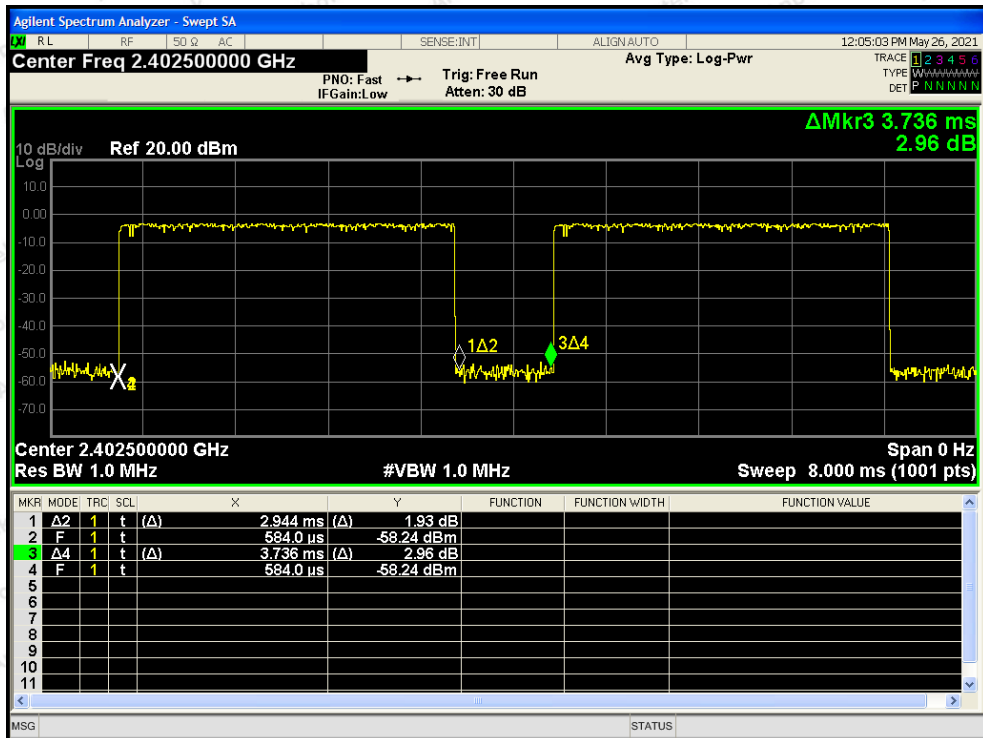 Agilent Spectrum Analyzer - Swept SA
LXI RL RF 50 Ω AC SENSE:INT ALIGNAUTO 12:05:03 PM May 26, 2021
Center Freq 2.402500000 GHz
Avg Type: Log-Pwr
TRACE 1 2 3 4 5 6
PNO: Fast
Trig: Free Run
TYPE WWWWWW
IFGain:Low
Atten: 30 dB
DET P N N N N N
ΔMkr3 3.736 ms
2.96 dB
10 dB/div Ref 20.00 dBm
Log
10.0
0.00
-10.0
-20.0
-30.0
-40.0
-50.0
-60.0
-70.0
1Δ2
3Δ4
Center 2.402500000 GHz Span 0 Hz
Res BW 1.0 MHz #VBW 1.0 MHz Sweep 8.000 ms (1001 pts)
MKR MODE TRC SCL X Y FUNCTION FUNCTION WIDTH FUNCTION VALUE
1 Δ2 1 t (Δ) 2.944 ms (Δ) 1.93 dB
2 F 1 t 584.0 µs -58.24 dBm
3 Δ4 1 t (Δ) 3.736 ms (Δ) 2.96 dB
4 F 1 t 584.0 µs -58.24 dBm
5
6
7
8
9
10
11
MSG STATUS